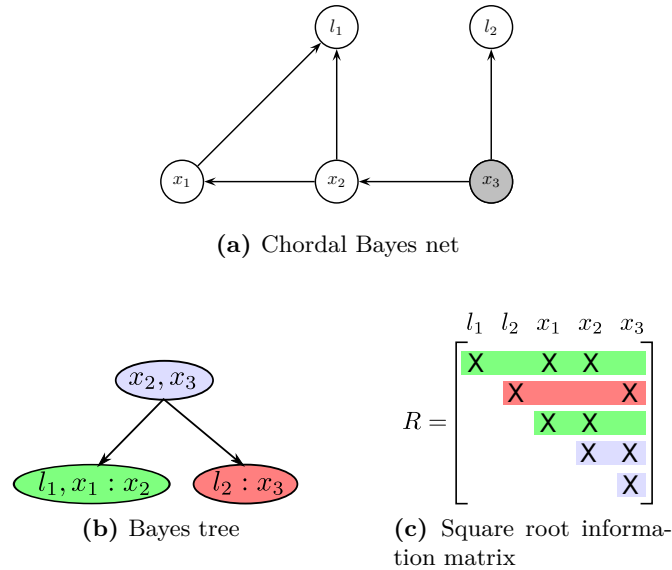 l₁ l₂
x₁ x₂ x₃
(a) Chordal Bayes net
x₂, x₃
l₁, x₁ : x₂ l₂ : x₃
(b) Bayes tree
l₁ l₂ x₁ x₂ x₃
X X X
X X
R = X X
X X
X
(c) Square root informa-
tion matrix